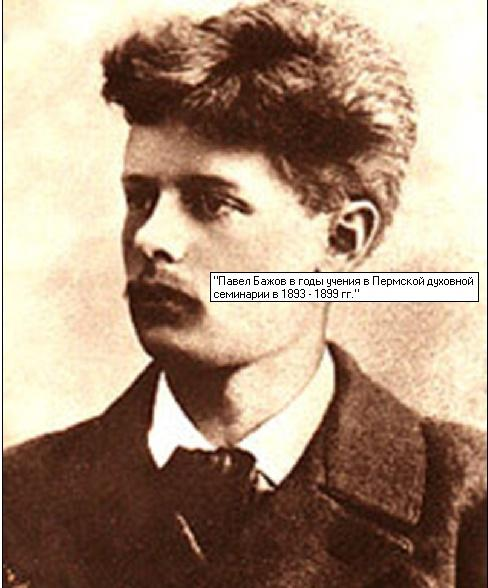 "Павел Бажов в годы учения в Пермской духовной
семинарии в 1893 - 1899 гг."